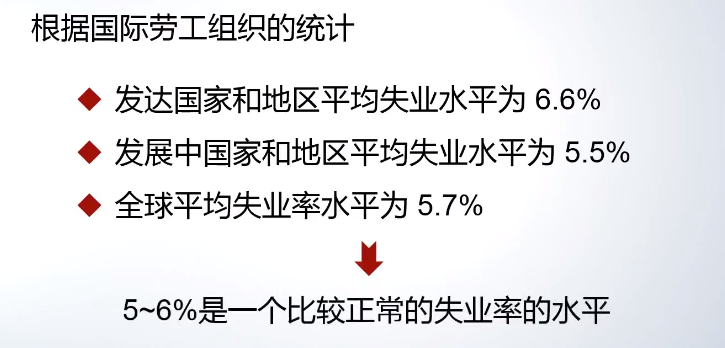 根据国际劳工组织的统计
发达国家和地区平均失业水平为 6.6%
发展中国家和地区平均失业水平为 5.5%
全球平均失业率水平为 5.7%
5~6%是一个比较正常的失业率的水平